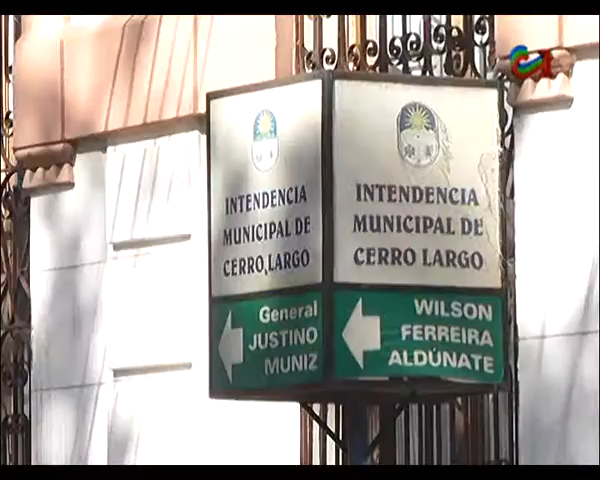 INTENDENCIA
MUNICIPAL DE
CERRO LARGO
General
JUSTINO
MUNIZ
INTENDENCIA
MUNICIPAL DE
CERRO LARGO
WILSON
FERREIRA
ALDÚNATE